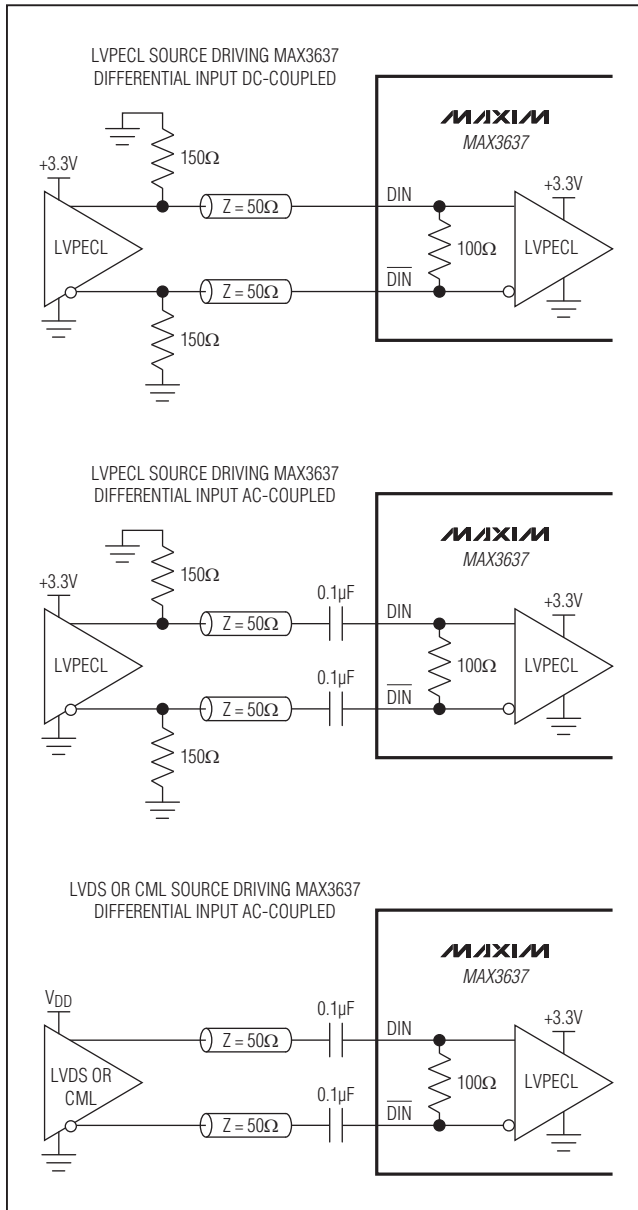 LVPECL SOURCE DRIVING MAX3637
DIFFERENTIAL INPUT DC-COUPLED
MAXIM
MAX3637
150Ω
+3.3V
+3.3V
Z = 50Ω
DIN
LVPECL
100Ω
LVPECL
Z = 50Ω
DIN
150Ω
LVPECL SOURCE DRIVING MAX3637
DIFFERENTIAL INPUT AC-COUPLED
MAXIM
MAX3637
150Ω
+3.3V
0.1µF
+3.3V
Z = 50Ω
DIN
LVPECL
0.1µF
100Ω
LVPECL
Z = 50Ω
DIN
150Ω
LVDS OR CML SOURCE DRIVING MAX3637
DIFFERENTIAL INPUT AC-COUPLED
MAXIM
MAX3637
VDD
0.1µF
+3.3V
Z = 50Ω
DIN
LVDS OR
CML
0.1µF
100Ω
LVPECL
Z = 50Ω
DIN